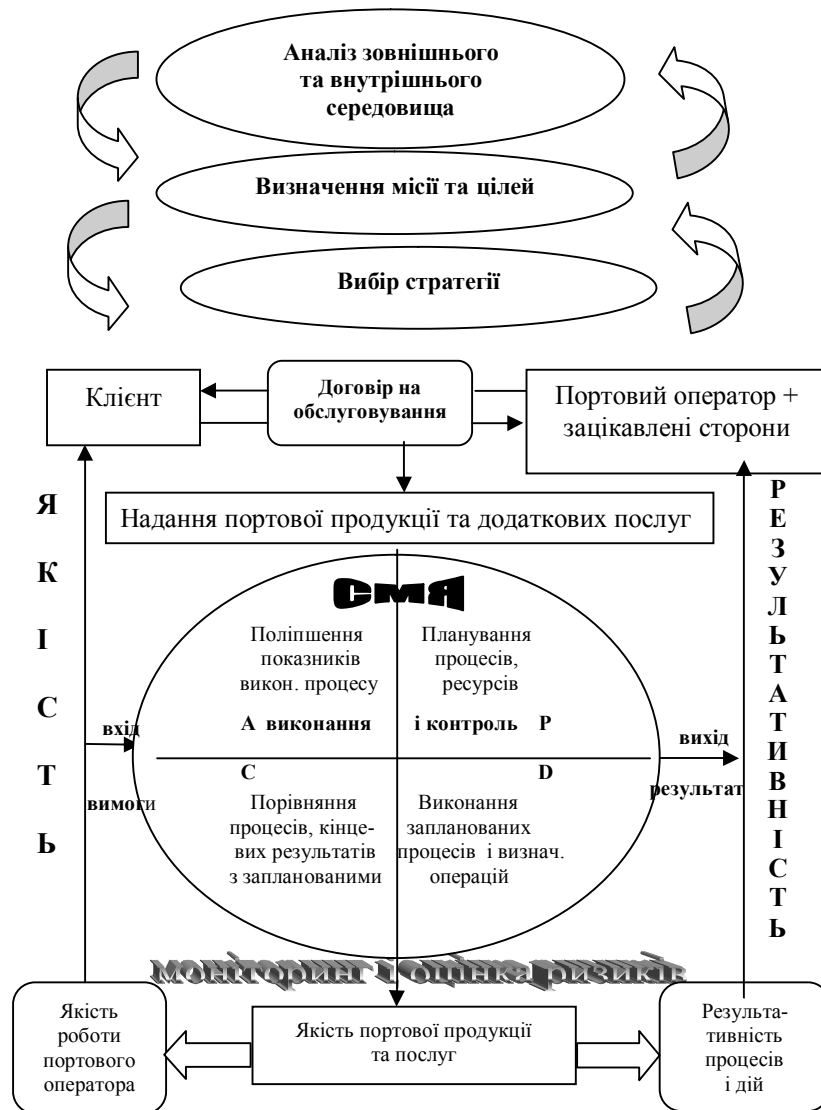 Аналіз зовнішнього
та внутрішнього
середовища
Визначення місії та цілей
Вибір стратегії
Клієнт
Договір на
обслуговування
Портовий оператор +
зацікавлені сторони
Надання портової продукції та додаткових послуг
ЯКІСТЬ
РЕЗУЛЬТАТИВНІСТЬ
СМЯ
Поліпшення
показників
викон. процесу
Планування
процесів,
ресурсів
А виконання
і контроль Р
вхід
вимоги
вихід
результат
С
D
Порівняння
процесів, кінце-
вих результатів
з запланованими
Виконання
запланованих
процесів і визнач.
операцій
моніторинг і оцінка ризиків
Якість
роботи
портового
оператора
Якість портової продукції
та послуг
Результа-
тивність
процесів
і дій